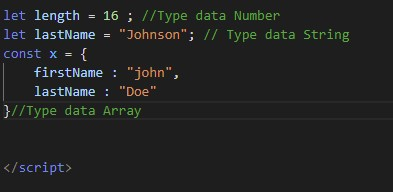 let length = 16 ; //Type data Number
let lastName = "Johnson"; // Type data String
const x = {
    firstName : "john",
    lastName : "Doe"
}//Type data Array
</script>